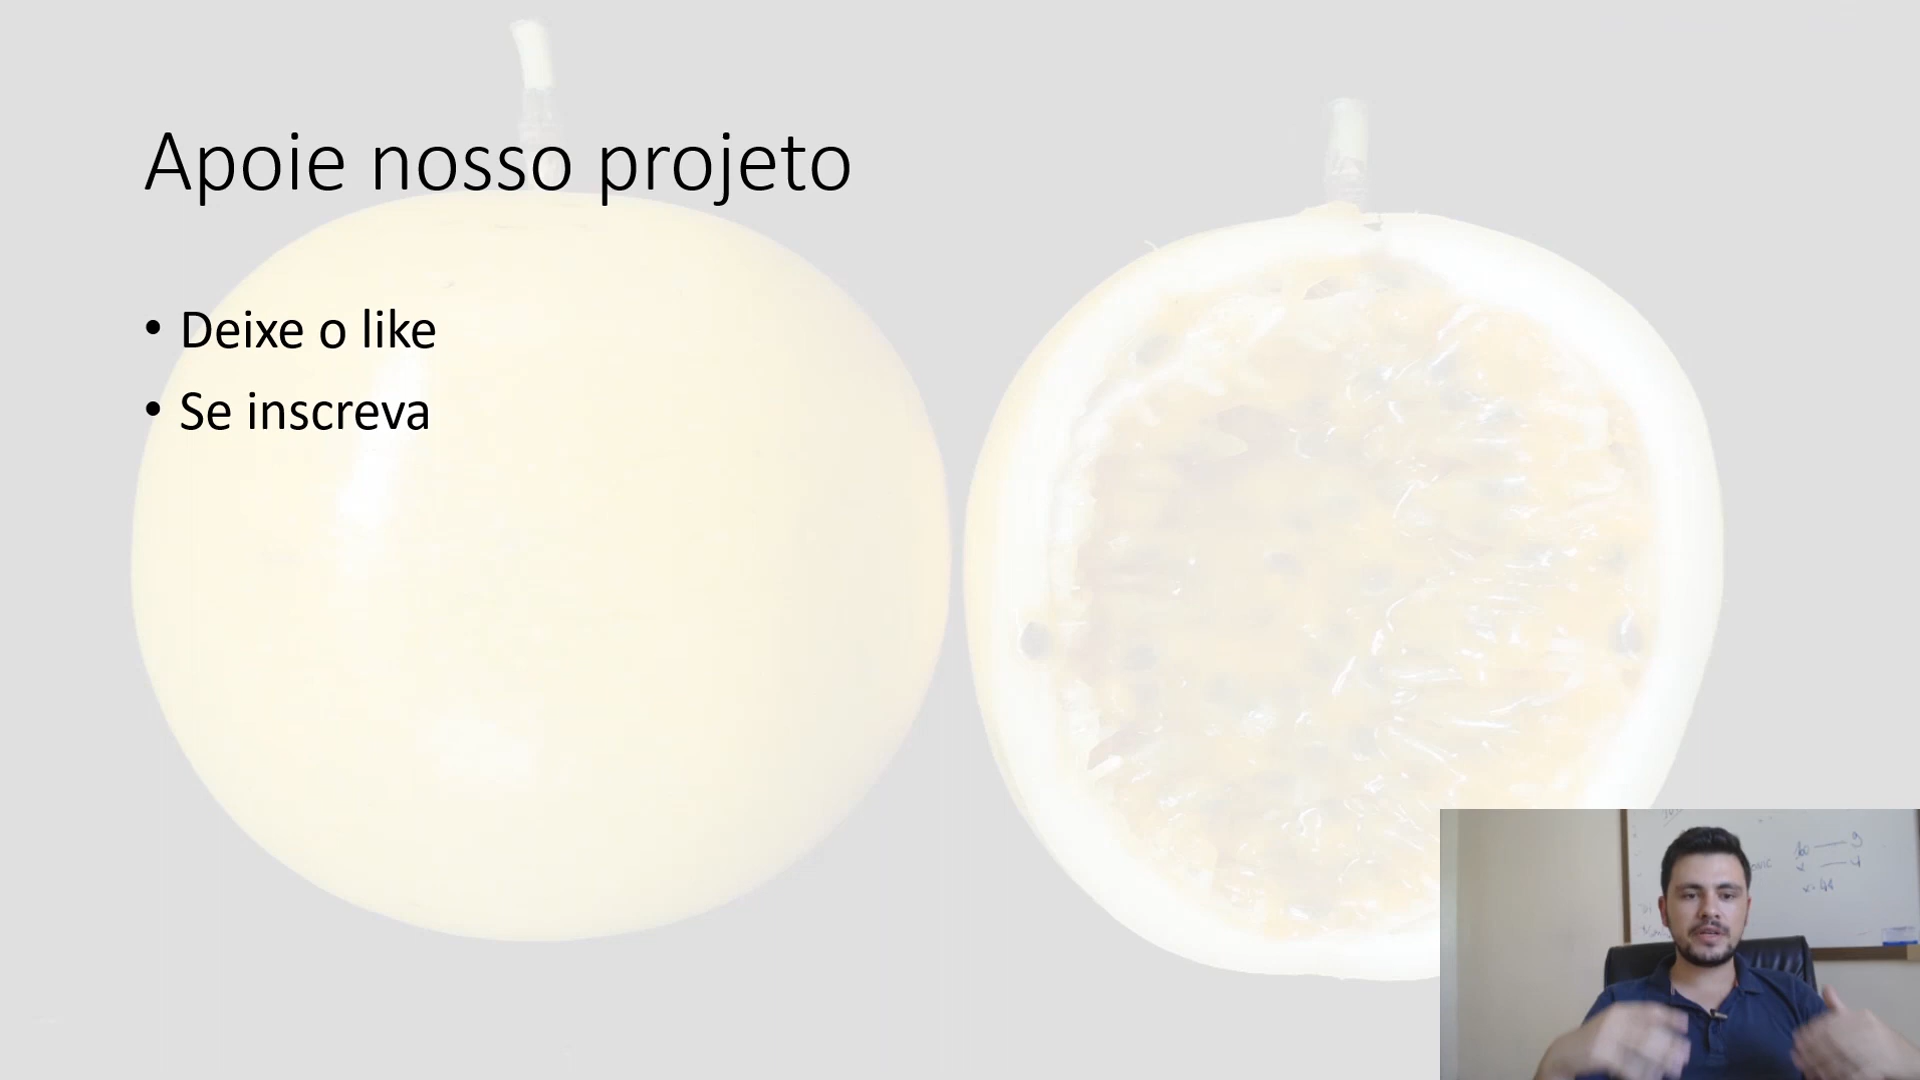 Apoie nosso projeto
• Deixe o like
• Se inscreva